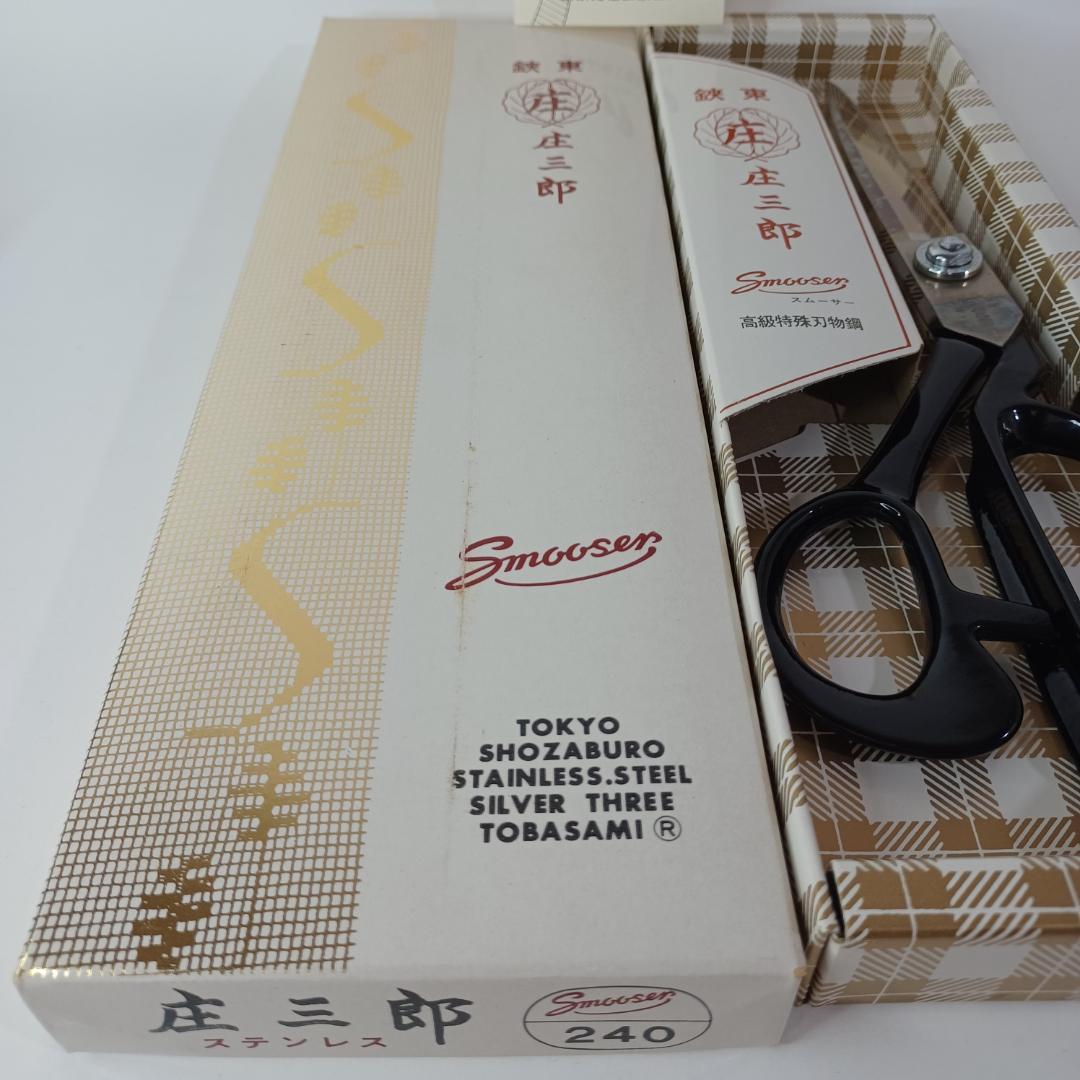 鋏東
庄
庄三郎
Smooser
TOKYO
SHOZABURO
STAINLESS.STEEL
SILVER THREE
TOBASAMI Ⓡ
庄三郎
ステンレス
Smooser
240
鋏東
庄
庄三郎
Smooser
スムーサー
高級特殊刃物鋼